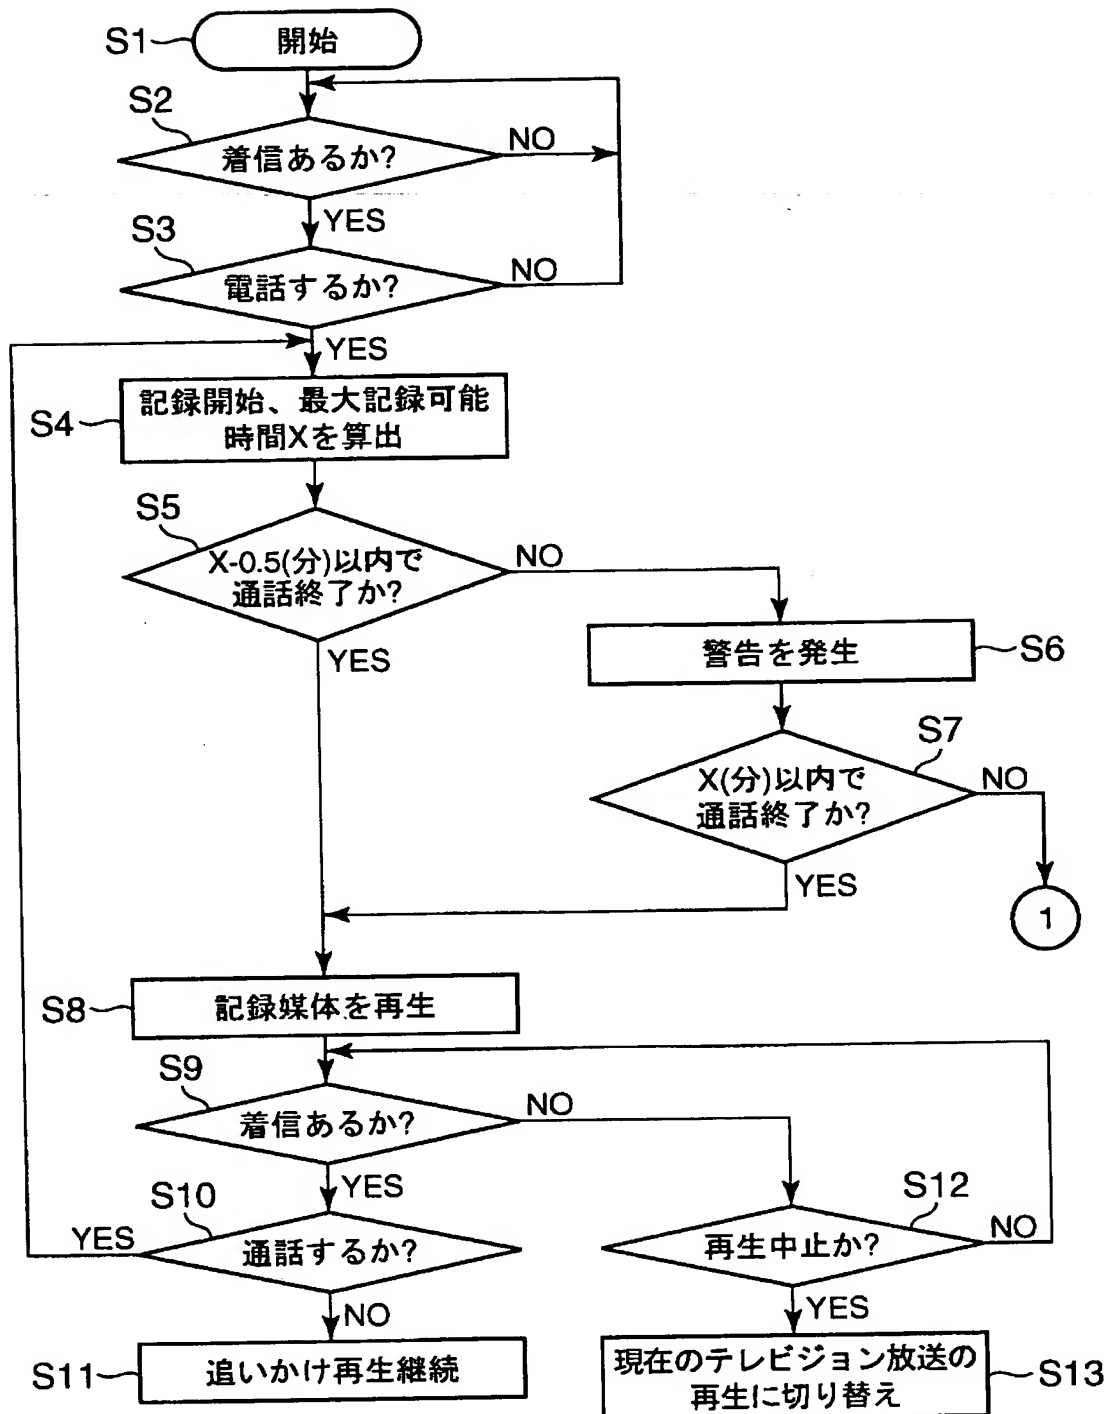 S1
開始
S2
着信あるか?
NO
YES
S3
電話するか?
NO
YES
S4
記録開始、最大記録可能
時間Xを算出
S5
X-0.5(分)以内で
通話終了か?
NO
YES
警告を発生
S6
S7
X(分)以内で
通話終了か?
NO
YES
1
S8
記録媒体を再生
S9
着信あるか?
NO
YES
S10
通話するか?
YES
NO
S12
再生中止か?
NO
YES
S11
追いかけ再生継続
現在のテレビジョン放送の
再生に切り替え
S13